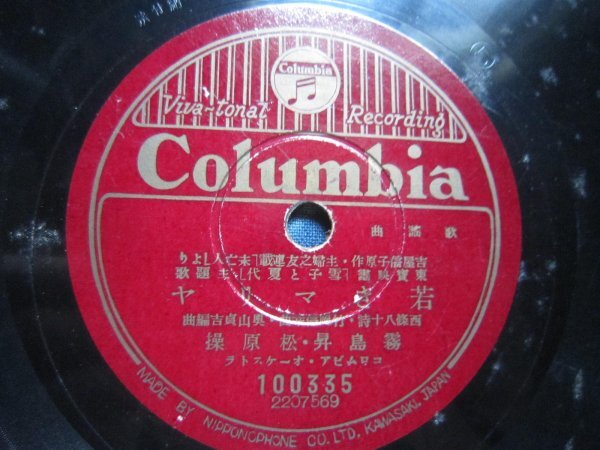 Columbia
Viva-tonal Recording
Columbia
歌謠曲
吉屋信子原作・主婦之友連載「未亡人」より
東寶映畫「雪子と夏代」主題歌
若きマリヤ
西條八十詩・奥山貞吉編曲
霧島昇・松原操
コロムビア・オーケストラ
100335
2207569
MADE BY NIPPONOPHONE CO. LTD., KAWASAKI, JAPAN